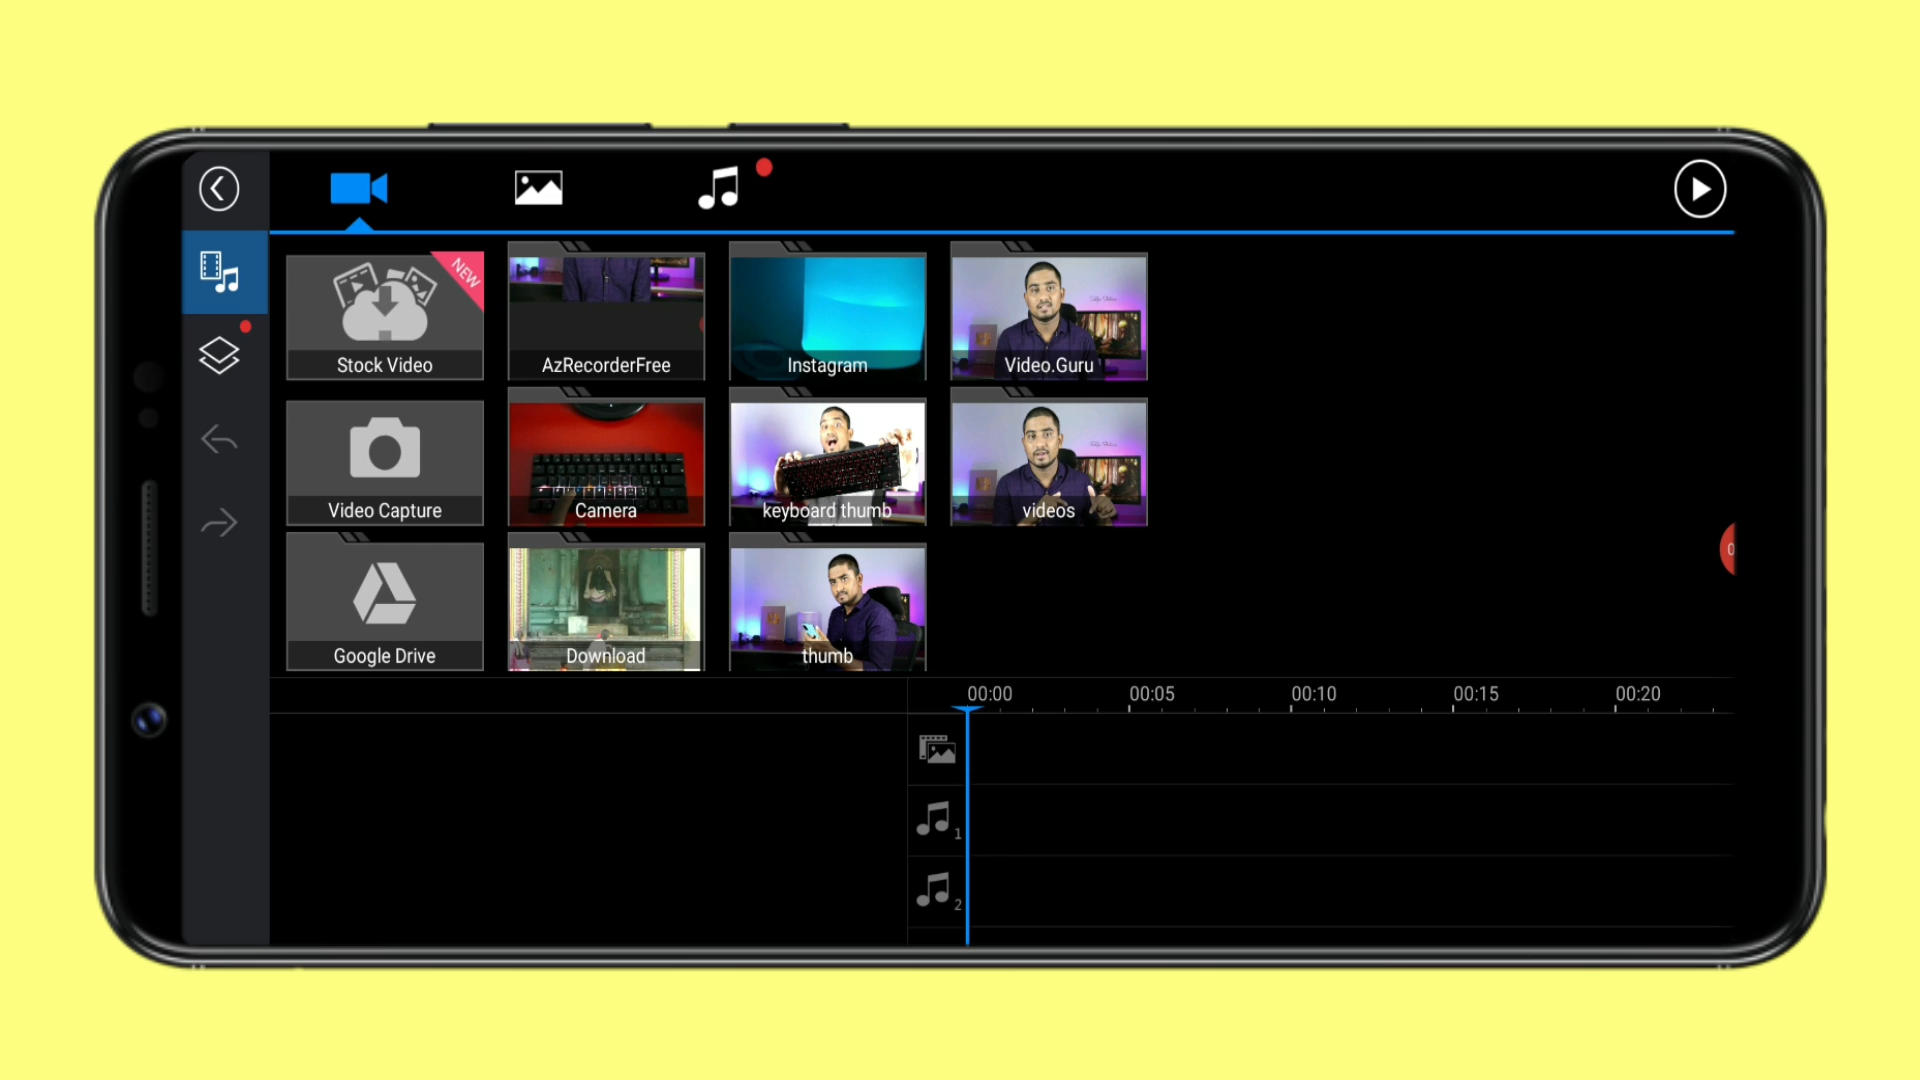 NEW
Stock Video
AzRecorderFree
Instagram
Video.Guru
Video Capture
Camera
keyboard thumb
videos
Google Drive
Download
thumb
0
00:00
00:05
00:10
00:15
00:20
1
2